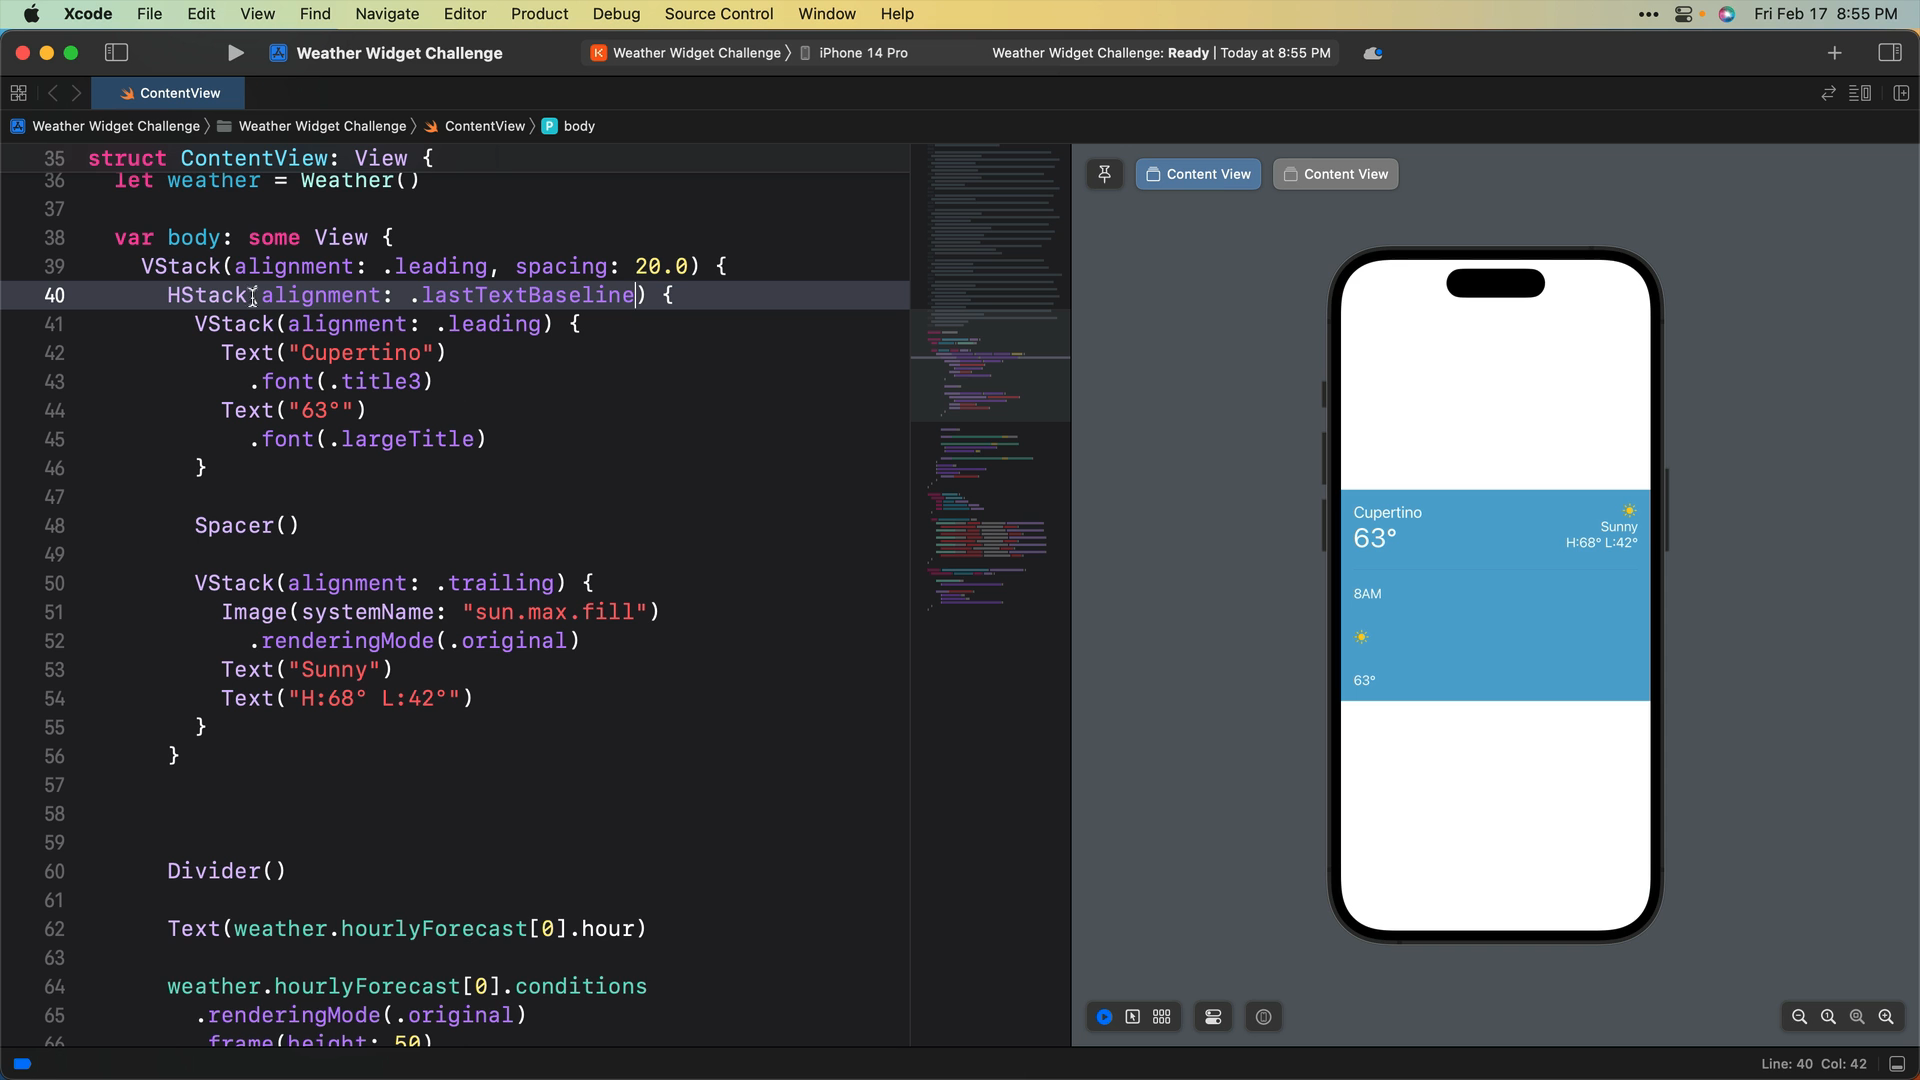 Xcode File Edit View Find Navigate Editor Product Debug Source Control Window Help Fri Feb 17 8:55 PM
Weather Widget Challenge Weather Widget Challenge iPhone 14 Pro Weather Widget Challenge: Ready | Today at 8:55 PM
ContentView
Weather Widget Challenge Weather Widget Challenge ContentView P body
35 struct ContentView: View {
36 let weather = Weather()
37
38 var body: some View {
39 VStack(alignment: .leading, spacing: 20.0) {
40 HStack(alignment: .lastTextBaseline) {
41 VStack(alignment: .leading) {
42 Text("Cupertino")
43 .font(.title3)
44 Text("63°")
45 .font(.largeTitle)
46 }
47
48 Spacer()
49
50 VStack(alignment: .trailing) {
51 Image(systemName: "sun.max.fill")
52 .renderingMode(.original)
53 Text("Sunny")
54 Text("H:68° L:42°")
55 }
56 }
57
58
59
60 Divider()
61
62 Text(weather.hourlyForecast[0].hour)
63
64 weather.hourlyForecast[0].conditions
65 .renderingMode(.original)
66 .frame(height: 50)
Content View Content View
Cupertino
63°
Sunny
H:68° L:42°
8AM
63°
Line: 40 Col: 42